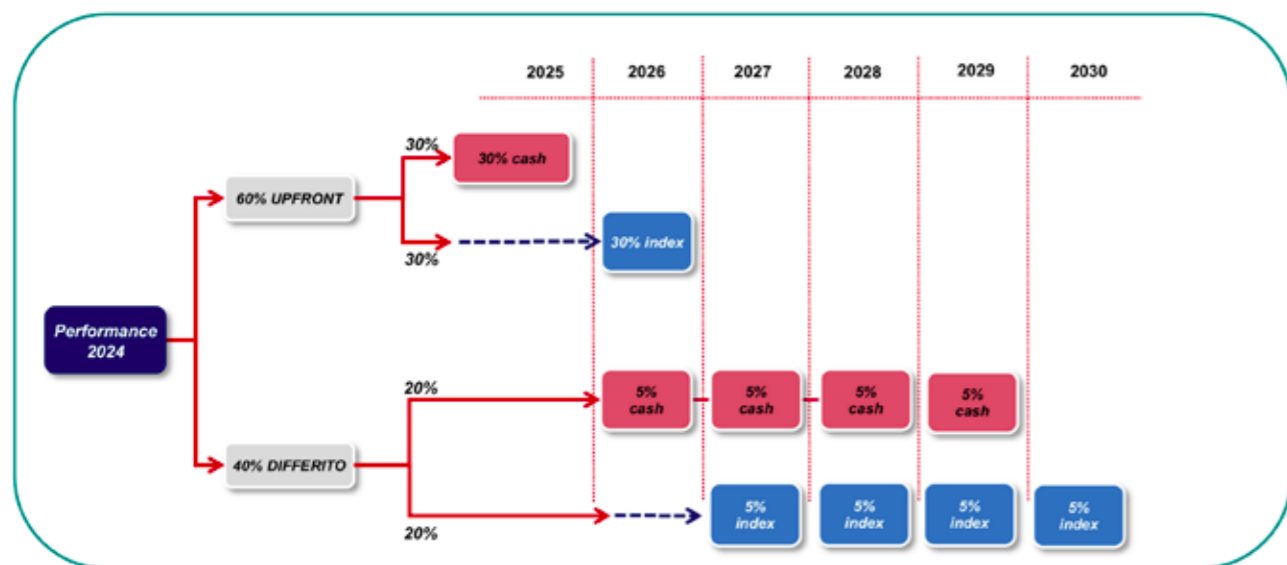 2025 2026 2027 2028 2029 2030
30%
30% cash
60% UPFRONT
30% index
30%
Performance
2024
20%
5%
cash
5%
cash
5%
cash
5%
cash
40% DIFFERITO
5%
index
5%
index
5%
index
5%
index
20%